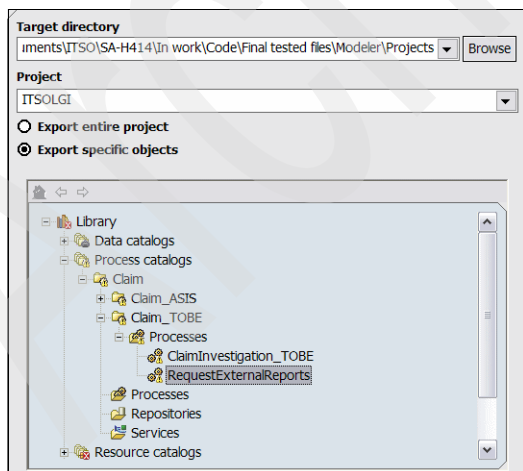 Target directory
ıments\ITSO\SA-H414\In work\Code\Final tested files\Modeler\Projects
Browse
Project
ITSOLGI
Export entire project
Export specific objects
Library
Data catalogs
Process catalogs
Claim
Claim_ASIS
Claim_TOBE
Processes
ClaimInvestigation_TOBE
RequestExternalReports
Processes
Repositories
Services
Resource catalogs